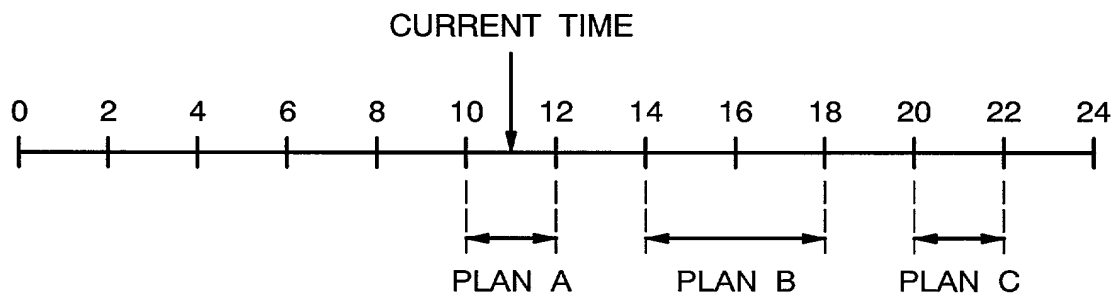 CURRENT TIME
0 2 4 6 8 10 12 14 16 18 20 22 24
PLAN A PLAN B PLAN C